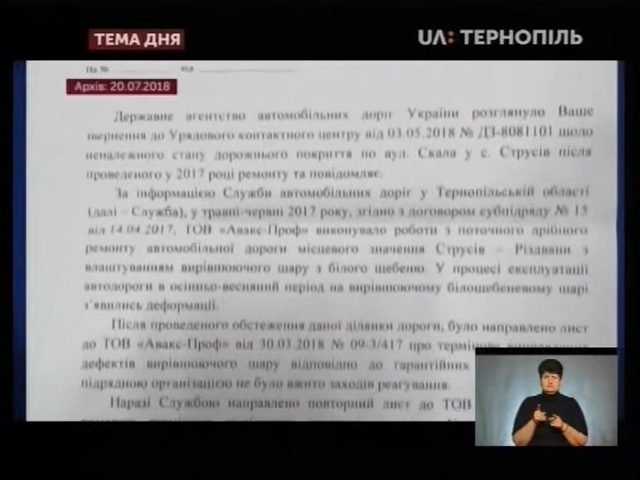 ТЕМА ДНЯ
UA: ТЕРНОПІЛЬ
На № від
Архів: 20.07.2018
Державне агентство автомобільних доріг України розглянуло Ваше
звернення до Урядового контактного центру від 03.05.2018 № ДЗ-8081101 щодо
неналежного стану дорожнього покриття по вул. Скала у с. Струсів після
проведеного у 2017 році ремонту та повідомляє.
За інформацією Служби автомобільних доріг у Тернопільській області
(далі – Служба), у травні-червні 2017 року, згідно з договором субпідряду № 15
від 14.04.2017, ТОВ «Авакс-Проф» виконувало роботи з поточного дрібного
ремонту автомобільної дороги місцевого значення Струсів – Різдвяни з
влаштуванням вирівнюючого шару з білого щебеню. У процесі експлуатації
автодороги в осінньо-весняний період на вирівнюючому білощебеневому шарі
з'явились деформації.
Після проведеного обстеження даної ділянки дороги, було направлено лист
до ТОВ «Авакс-Проф» від 30.03.2018 № 09-3/417 про термінове
дефектів вирівнюючого шару відповідно до гарантійних
підрядною організацією не було вжито заходів реагування.
Наразі Службою направлено повторний лист до ТОВ